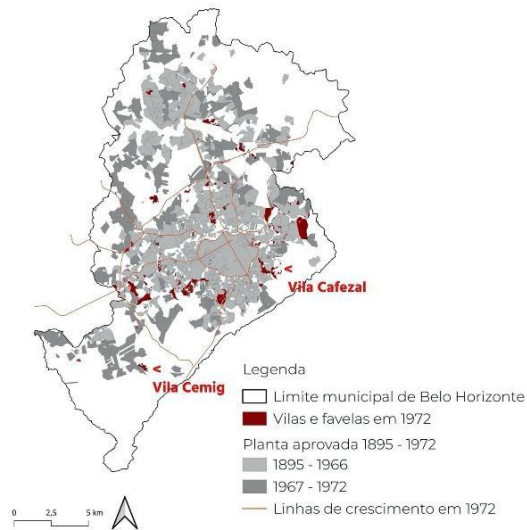 <
Vila Cafezal
<
Vila Cemig
Legenda
Limite municipal de Belo Horizonte
Vilas e favelas em 1972
Planta aprovada 1895 - 1972
1895 - 1966
1967 - 1972
Linhas de crescimento em 1972
0 2,5 5 km